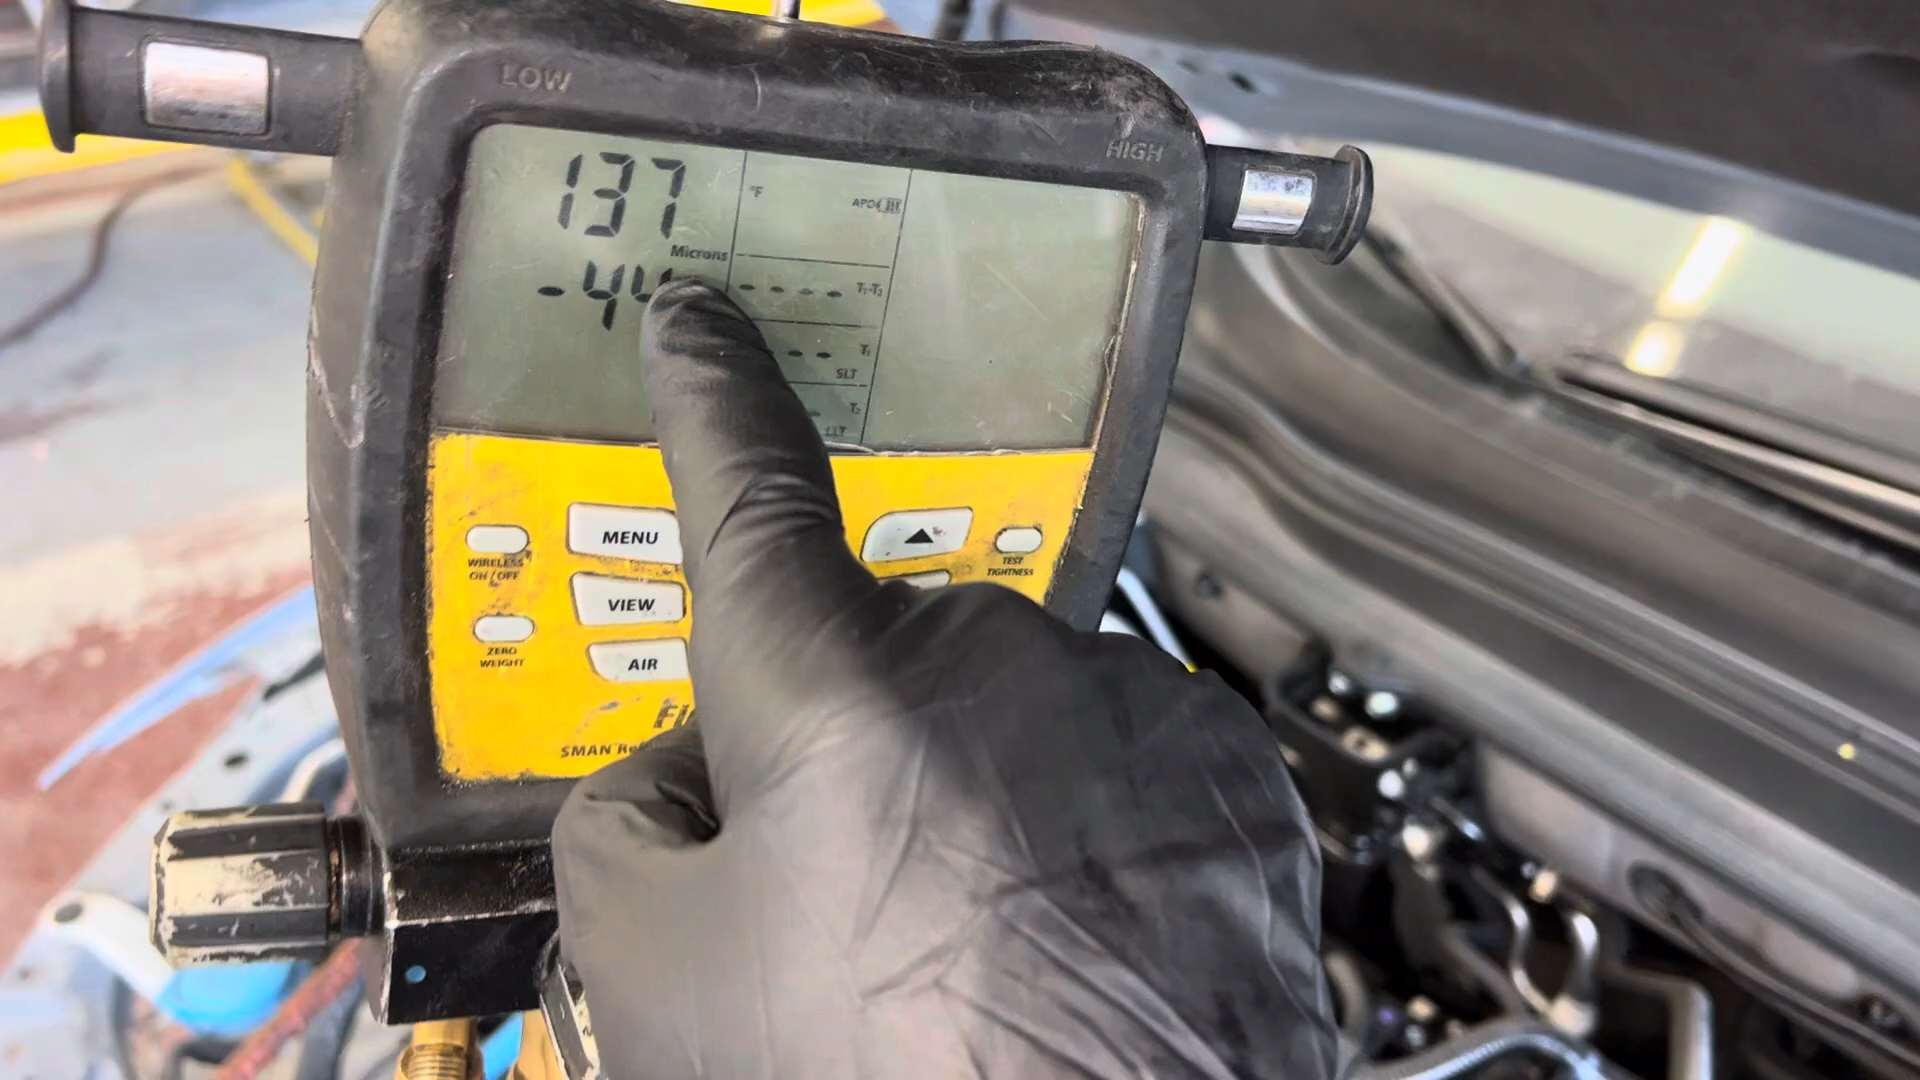 LOW
HIGH
137
Microns
-44
°F
APO
T₁-T₂
T₁
SLT
T₂
LLT
MENU
VIEW
AIR
WIRELESS
ON / OFF
ZERO
WEIGHT
TEST
TIGHTNESS
SMAN